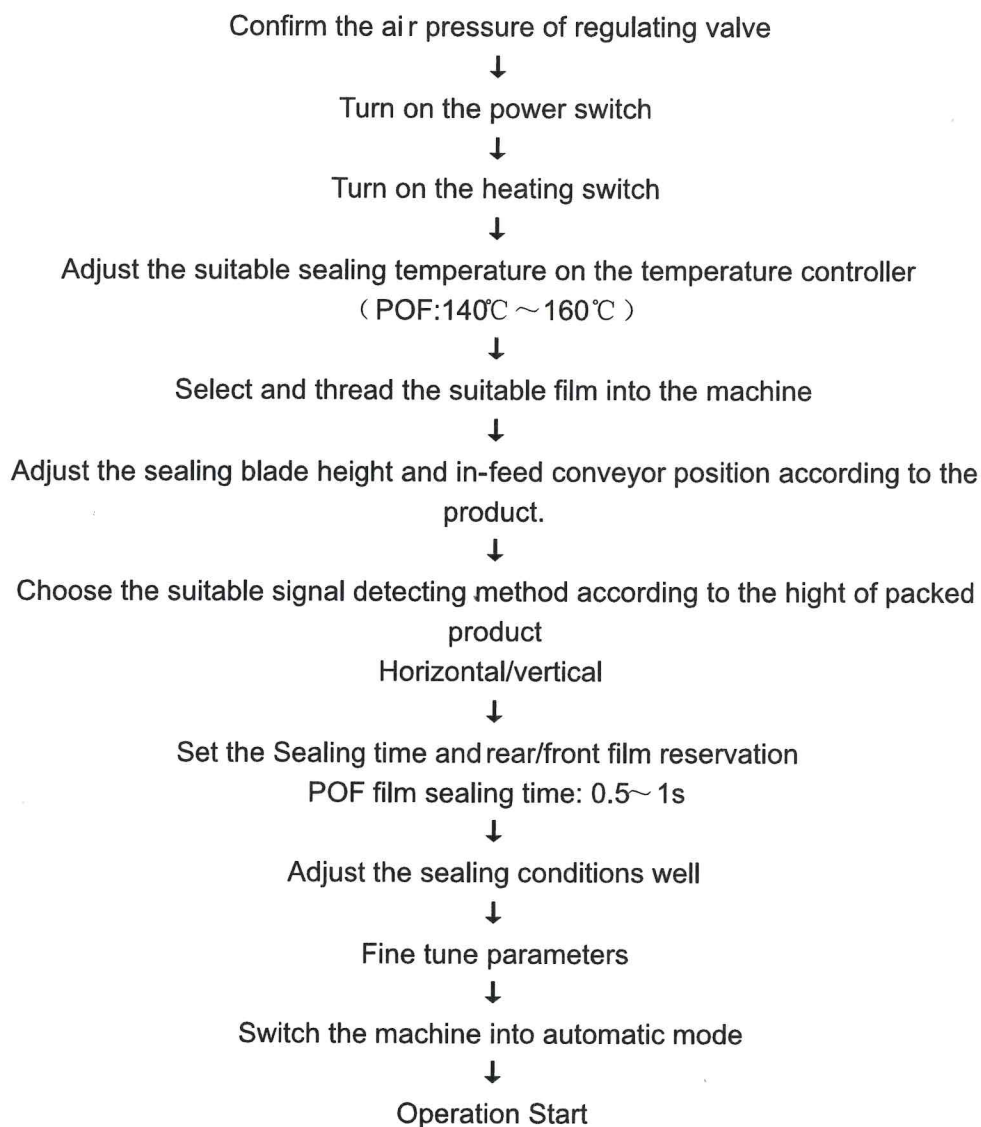 Confirm the air pressure of regulating valve
↓
Turn on the power switch
↓
Turn on the heating switch
↓
Adjust the suitable sealing temperature on the temperature controller
（POF:140℃～160℃）
↓
Select and thread the suitable film into the machine
↓
Adjust the sealing blade height and in-feed conveyor position according to the
product.
↓
Choose the suitable signal detecting method according to the hight of packed
product
Horizontal/vertical
↓
Set the Sealing time and rear/front film reservation
POF film sealing time: 0.5～1s
↓
Adjust the sealing conditions well
↓
Fine tune parameters
↓
Switch the machine into automatic mode
↓
Operation Start